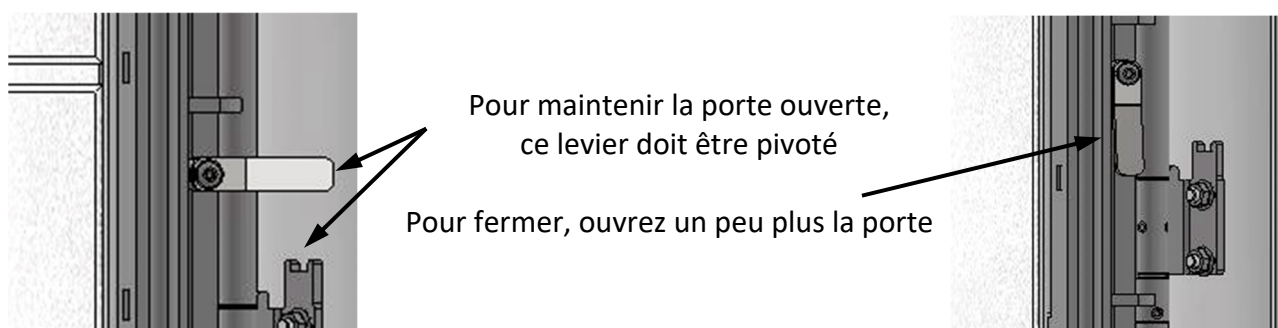 Pour maintenir la porte ouverte,
ce levier doit être pivoté
Pour fermer, ouvrez un peu plus la porte